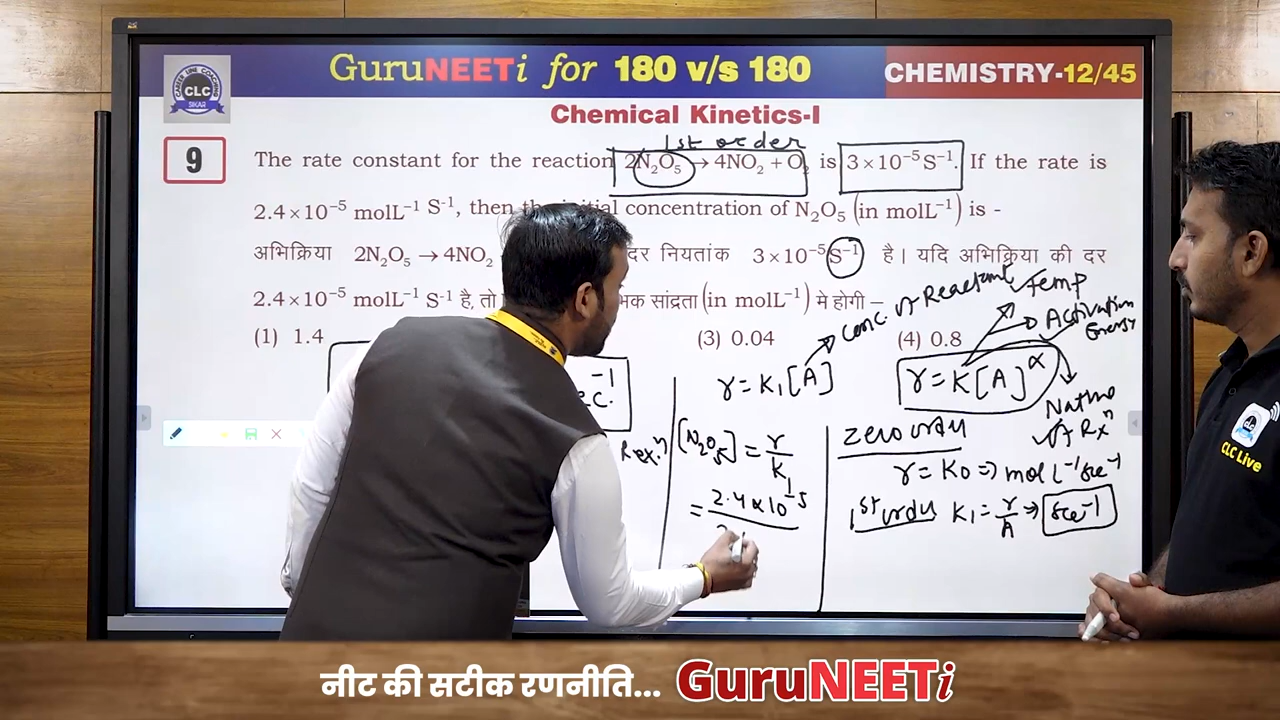 GuruNEETi for 180 v/s 180
CHEMISTRY-12/45
CAREER LINE COACHING
CLC
SIKAR
Chemical Kinetics-I
1st order
9
The rate constant for the reaction 2N₂O₅ → 4NO₂ + O₂ is 3×10⁻⁵S⁻¹. If the rate is
2.4×10⁻⁵ molL⁻¹ S⁻¹, then the initial concentration of N₂O₅ (in molL⁻¹) is -
अभिक्रिया 2N₂O₅ → 4NO₂ दर नियतांक 3×10⁻⁵S⁻¹ है। यदि अभिक्रिया की दर
2.4×10⁻⁵ molL⁻¹ S⁻¹ है, तो सांद्रता (in molL⁻¹) मे होगी –
(1) 1.4
(3) 0.04
(4) 0.8
conc. of Reactant
Temp
Activation
Energy
r = K₁[A]
r = K[A]^α
Nature
of Rxⁿ
[N₂O₅] = r/K₁
= 2.4×10⁻⁵
zero order
r = K₀ ⇒ mol L⁻¹ sec⁻¹
1st order K₁ = r/A ⇒ sec⁻¹
CLC
CLC Live
नीट की सटीक रणनीति... GuruNEETi